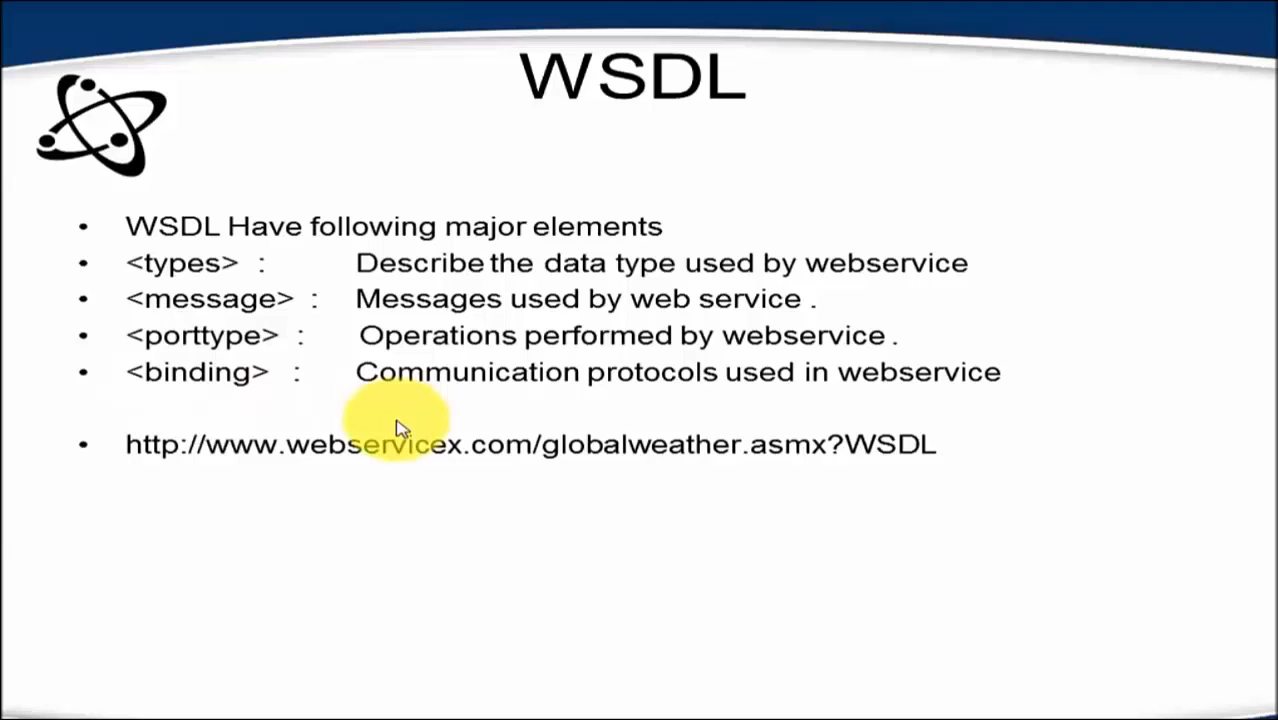 WSDL
• WSDL Have following major elements
• <types> : Describe the data type used by webservice
• <message> : Messages used by web service .
• <porttype> : Operations performed by webservice .
• <binding> : Communication protocols used in webservice
• http://www.webservicex.com/globalweather.asmx?WSDL